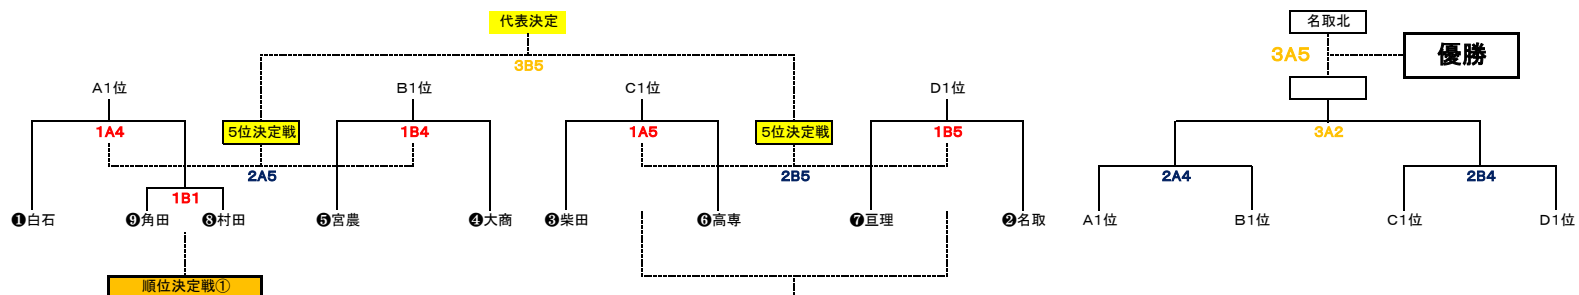 代表決定
名取北
3A5
優勝
3B5
A1位
B1位
C1位
D1位
1A4
5位決定戦
1B4
1A5
5位決定戦
1B5
3A2
2A5
2B5
2A4
2B4
1B1
❶白石
❾角田
❽村田
❺宮農
❹大商
❸柴田
❻高専
❼亘理
❷名取
A1位
B1位
C1位
D1位
順位決定戦①